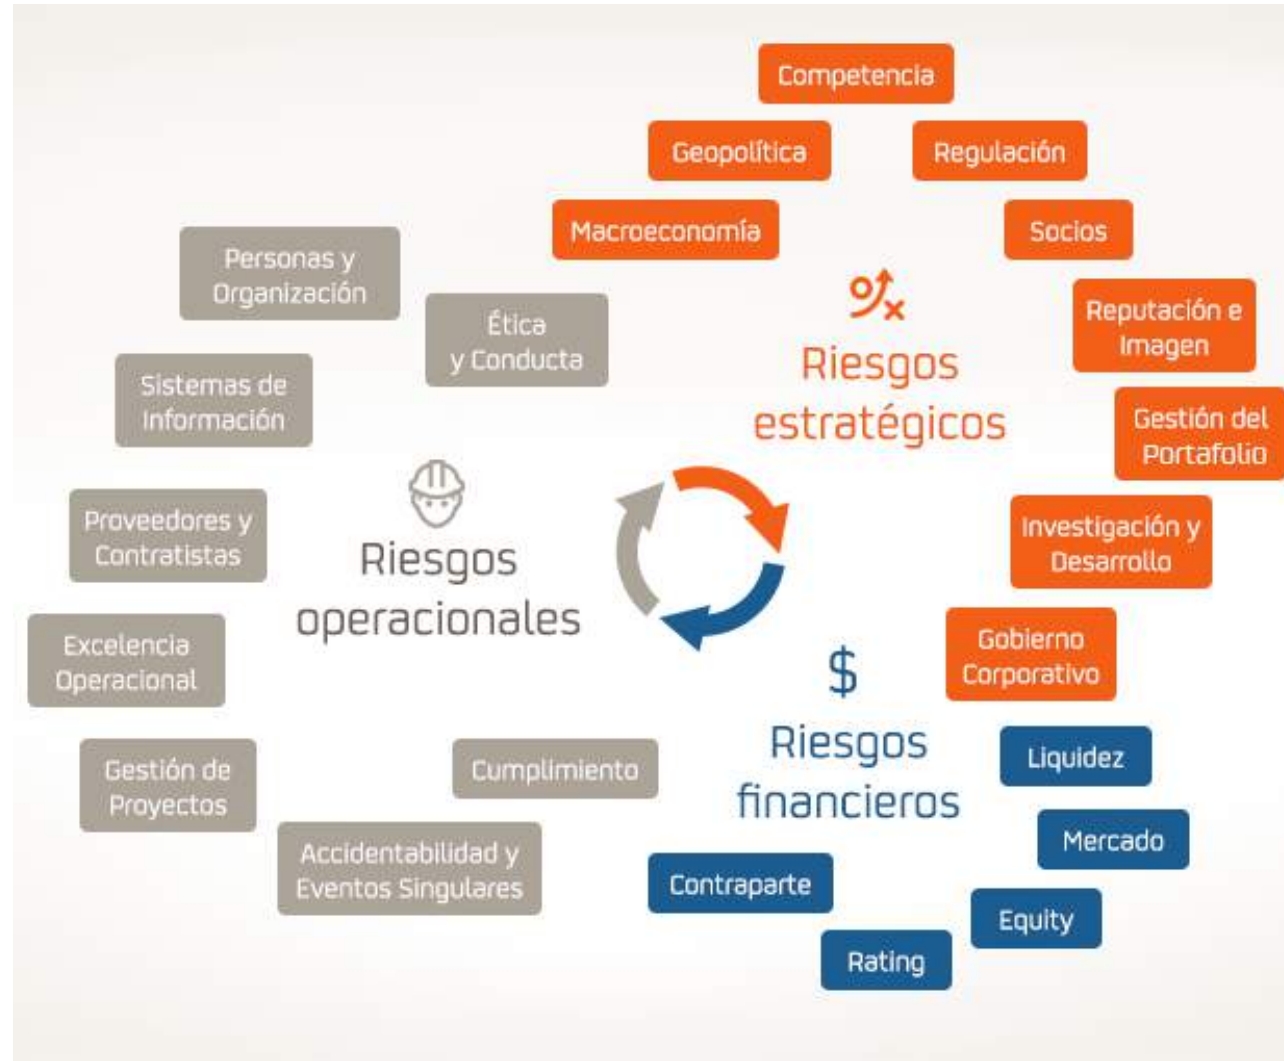 Competencia
Geopolítica
Regulación
Macroeconomía
Socios
Reputación e
Imagen
Gestión del
Portafolio
Investigación y
Desarrollo
Gobierno
Corporativo
Riesgos
estratégicos
Personas y
Organización
Ética
y Conducta
Sistemas de
Información
Proveedores y
Contratistas
Riesgos
operacionales
Excelencia
Operacional
Gestión de
Proyectos
Cumplimiento
Accidentabilidad y
Eventos Singulares
$
Riesgos
financieros
Liquidez
Mercado
Equity
Rating
Contraparte